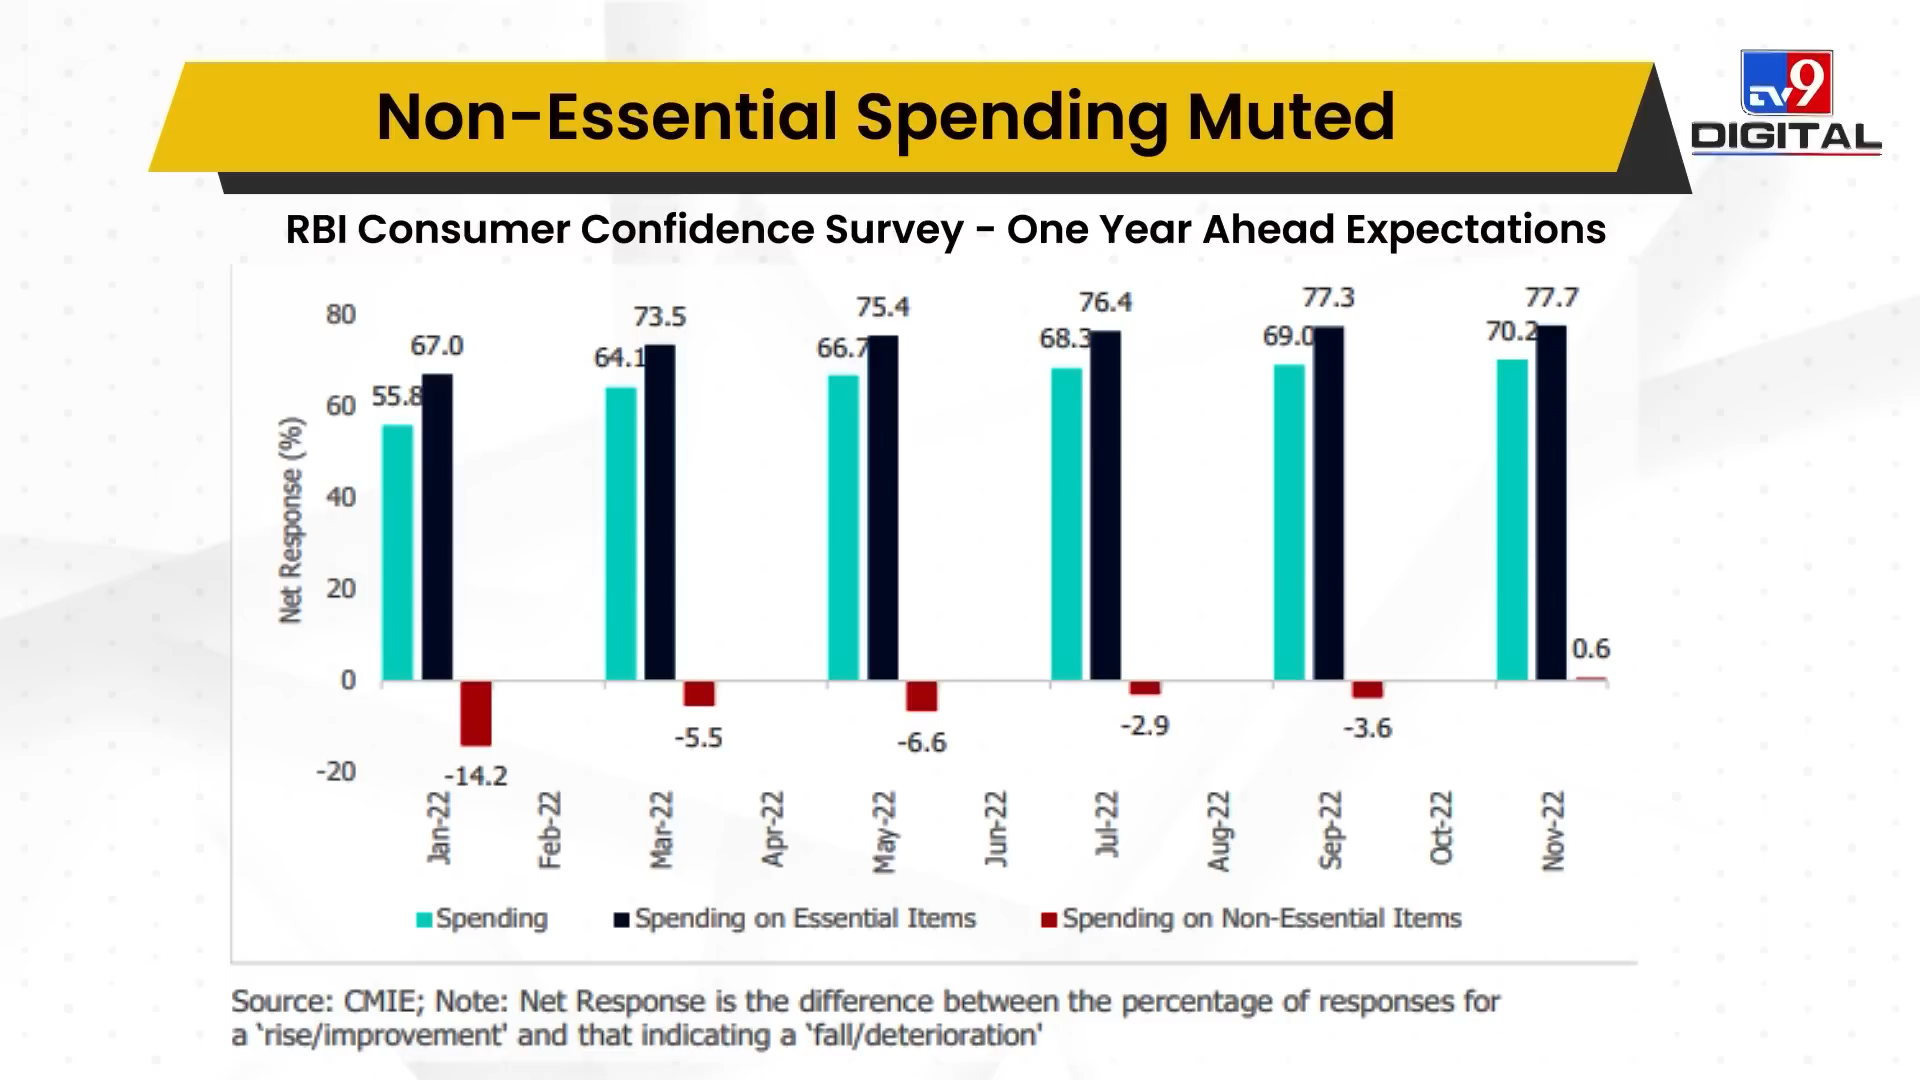 Non-Essential Spending Muted
TV9
DIGITAL
RBI Consumer Confidence Survey - One Year Ahead Expectations
Net Response (%)
80
60
40
20
0
-20
55.8
67.0
-14.2
64.1
73.5
-5.5
66.7
75.4
-6.6
68.3
76.4
-2.9
69.0
77.3
-3.6
70.2
77.7
0.6
Jan-22
Feb-22
Mar-22
Apr-22
May-22
Jun-22
Jul-22
Aug-22
Sep-22
Oct-22
Nov-22
Spending
Spending on Essential Items
Spending on Non-Essential Items
Source: CMIE; Note: Net Response is the difference between the percentage of responses for
a ‘rise/improvement' and that indicating a ‘fall/deterioration'